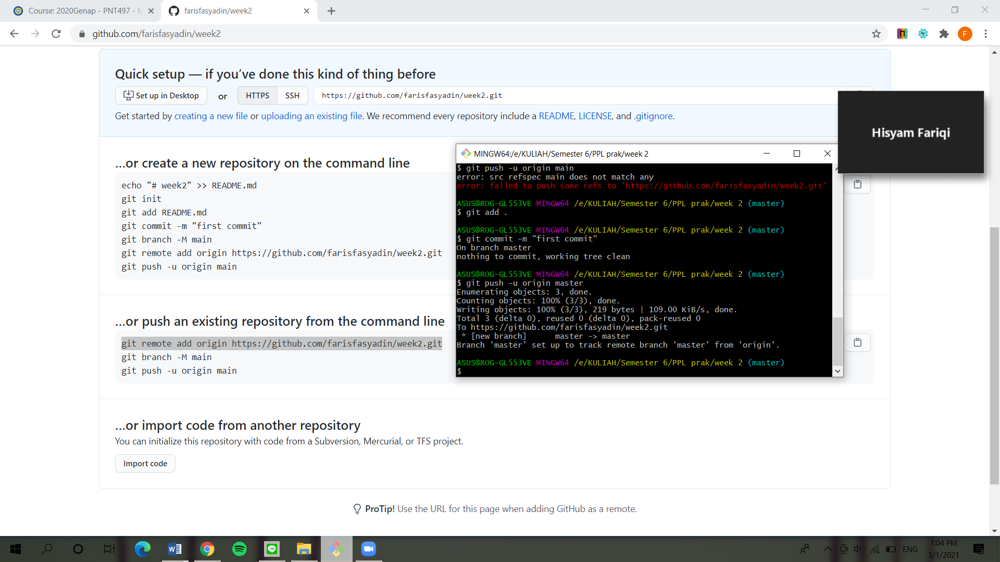 Course: 2020Genap - PNT497 - M
farisfasyadin/week2
github.com/farisfasyadin/week2
F
Quick setup — if you've done this kind of thing before
Set up in Desktop
or
HTTPS
SSH
https://github.com/farisfasyadin/week2.git
Get started by creating a new file or uploading an existing file. We recommend every repository include a README, LICENSE, and .gitignore.
Hisyam Fariqi
…or create a new repository on the command line
echo "# week2" >> README.md
git init
git add README.md
git commit -m "first commit"
git branch -M main
git remote add origin https://github.com/farisfasyadin/week2.git
git push -u origin main
…or push an existing repository from the command line
git remote add origin https://github.com/farisfasyadin/week2.git
git branch -M main
git push -u origin main
MINGW64:/e/KULIAH/Semester 6/PPL prak/week 2
$ git push -u origin main
error: src refspec main does not match any
error: failed to push some refs to 'https://github.com/farisfasyadin/week2.git'
ASUS@ROG-GL553VE MINGW64 /e/KULIAH/Semester 6/PPL prak/week 2 (master)
$ git add .
ASUS@ROG-GL553VE MINGW64 /e/KULIAH/Semester 6/PPL prak/week 2 (master)
$ git commit -m "first commit"
On branch master
nothing to commit, working tree clean
ASUS@ROG-GL553VE MINGW64 /e/KULIAH/Semester 6/PPL prak/week 2 (master)
$ git push -u origin master
Enumerating objects: 3, done.
Counting objects: 100% (3/3), done.
Writing objects: 100% (3/3), 219 bytes | 109.00 KiB/s, done.
Total 3 (delta 0), reused 0 (delta 0), pack-reused 0
To https://github.com/farisfasyadin/week2.git
* [new branch]      master -> master
Branch 'master' set up to track remote branch 'master' from 'origin'.
ASUS@ROG-GL553VE MINGW64 /e/KULIAH/Semester 6/PPL prak/week 2 (master)
$
…or import code from another repository
You can initialize this repository with code from a Subversion, Mercurial, or TFS project.
Import code
ProTip! Use the URL for this page when adding GitHub as a remote.
ENG
1:04 PM
3/1/2021